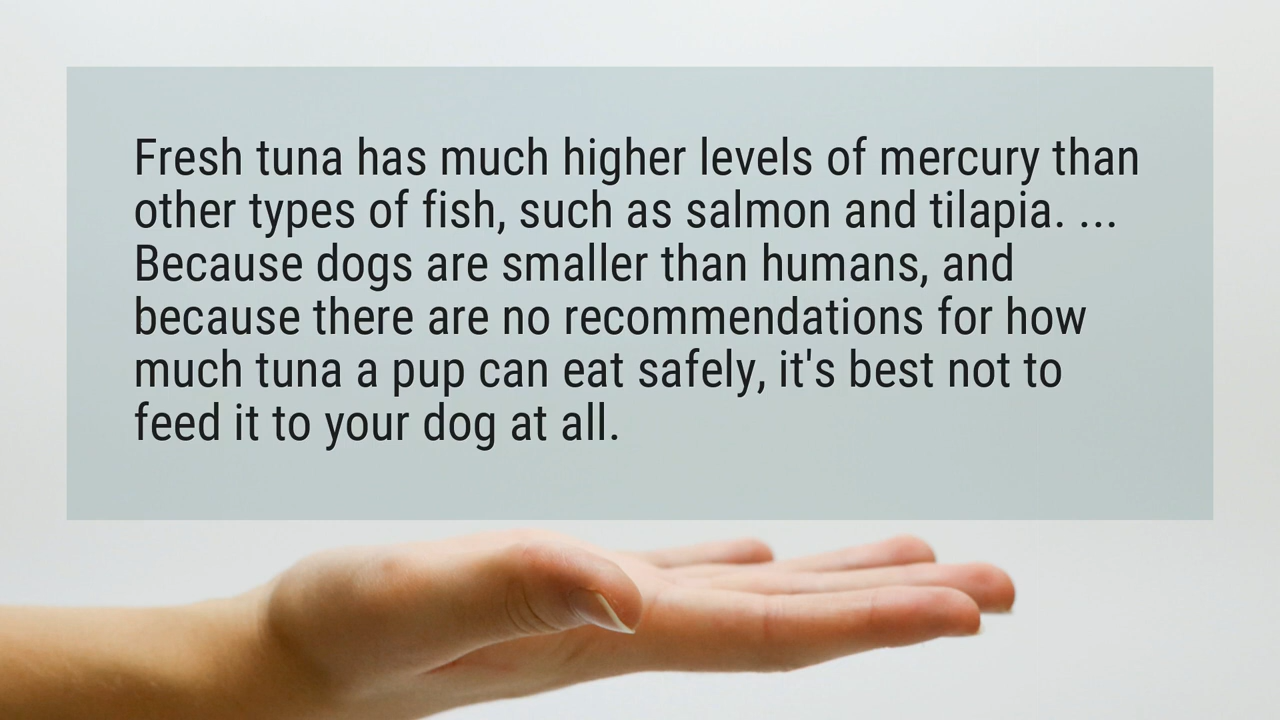 Fresh tuna has much higher levels of mercury than
other types of fish, such as salmon and tilapia. ...
Because dogs are smaller than humans, and
because there are no recommendations for how
much tuna a pup can eat safely, it's best not to
feed it to your dog at all.